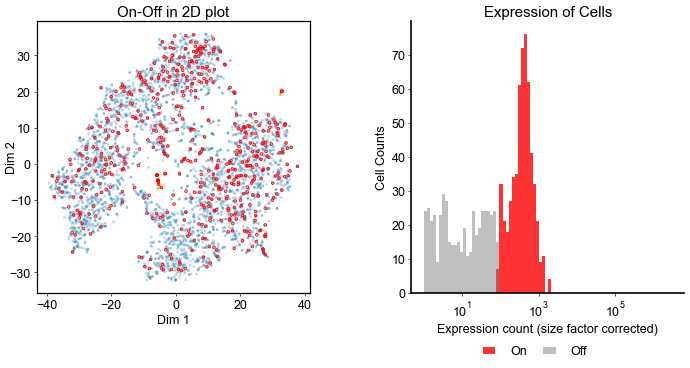 On-Off in 2D plot
Dim 2
30
20
10
0
−10
−20
−30
−40
−20
0
20
40
Dim 1
Expression of Cells
Cell Counts
70
60
50
40
30
20
10
0
10^1
10^3
10^5
Expression count (size factor corrected)
On
Off